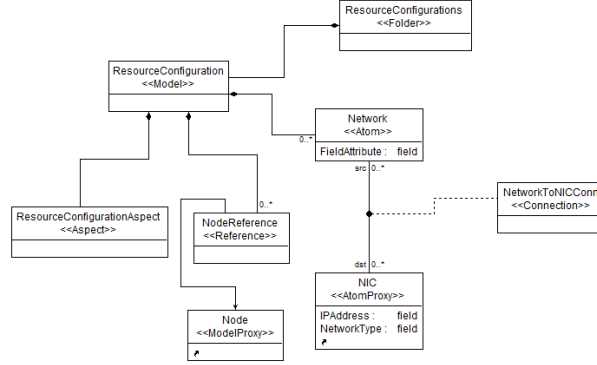 ResourceConfigurations
<<Folder>>
ResourceConfiguration
<<Model>>
Network
<<Atom>>
0..*
FieldAttribute : field
src 0..*
NetworkToNICConn
<<Connection>>
ResourceConfigurationAspect
<<Aspect>>
0..*
NodeReference
<<Reference>>
dst 0..*
NIC
<<AtomProxy>>
IPAddress : field
NetworkType : field
Node
<<ModelProxy>>